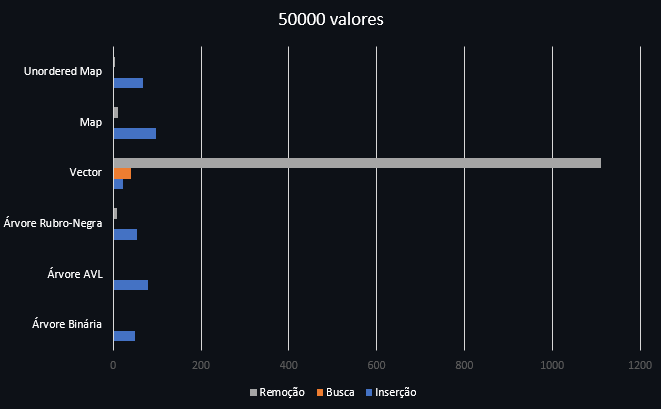 50000 valores
Unordered Map
Map
Vector
Árvore Rubro-Negra
Árvore AVL
Árvore Binária
0 200 400 600 800 1000 1200
Remoção Busca Inserção